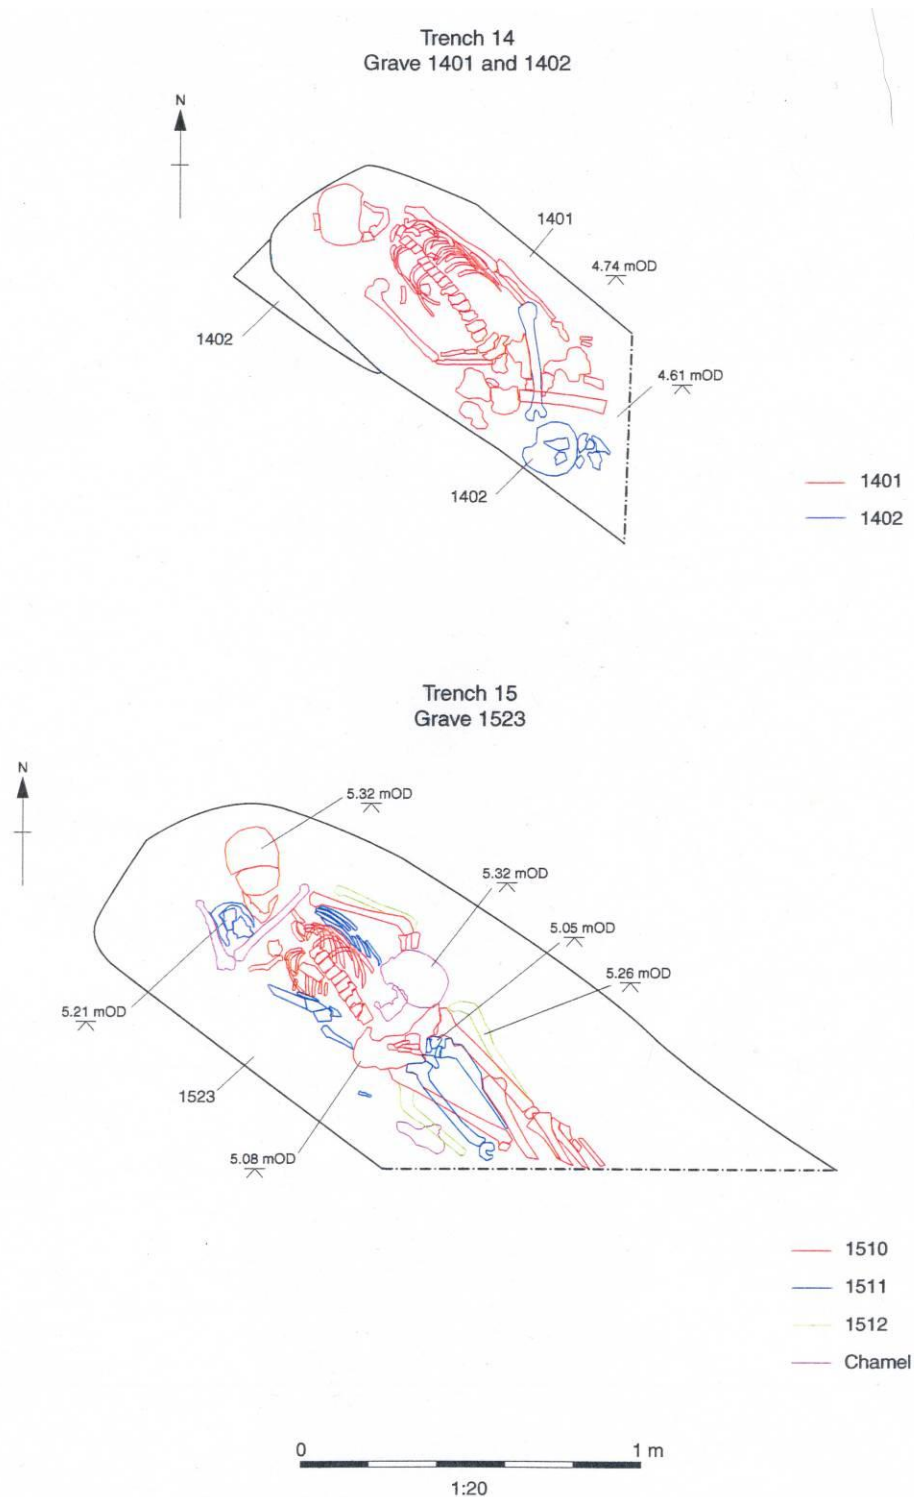 Trench 14
Grave 1401 and 1402
N
1401
4.74 mOD
1402
4.61 mOD
1402
1401
1402
Trench 15
Grave 1523
N
5.32 mOD
5.32 mOD
5.05 mOD
5.26 mOD
5.21 mOD
1523
5.08 mOD
1510
1511
1512
Charnel
0
1 m
1:20